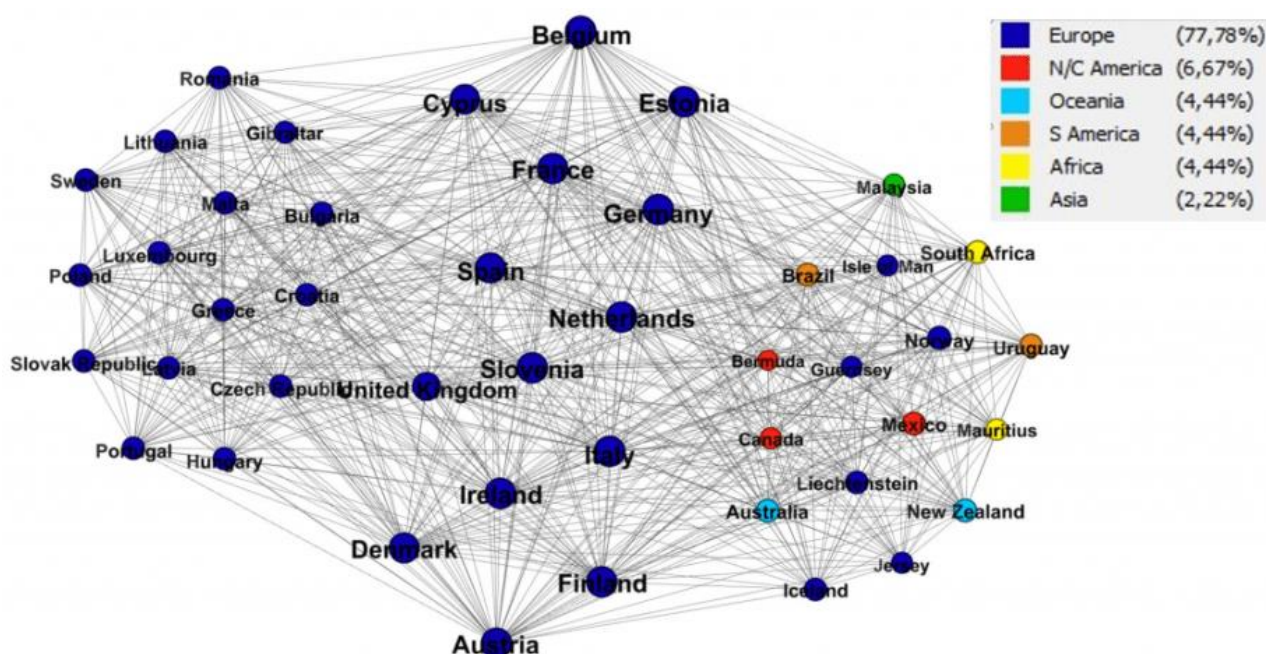 Belgium
Europe (77,78%)
N/C America (6,67%)
Oceania (4,44%)
S America (4,44%)
Africa (4,44%)
Asia (2,22%)
Romania
Cyprus
Estonia
Lithuania
Gibraltar
France
Sweden
Malta
Bulgaria
Germany
Malaysia
Luxembourg
South Africa
Poland
Croatia
Spain
Brazil
Isle of Man
Greece
Netherlands
Norway
Uruguay
Slovak Republic
Latvia
Slovenia
Bermuda
Guernsey
Czech Republic
United Kingdom
Portugal
Hungary
Italy
Canada
Mexico
Mauritius
Ireland
Liechtenstein
Australia
New Zealand
Denmark
Jersey
Finland
Iceland
Austria